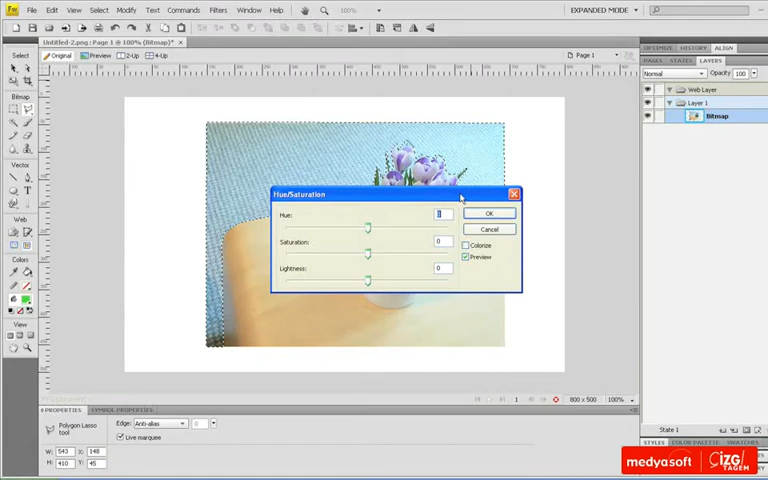 Fw File Edit View Select Modify Text Commands Filters Window Help 100% EXPANDED MODE
Untitled-2.png : Page 1 @ 100% (Bitmap)*
Original Preview 2-Up 4-Up Page 1
OPTIMIZE HISTORY ALIGN
PAGES STATES LAYERS
Normal Opacity 100
Web Layer
Layer 1
Bitmap
Select
Bitmap
Vector
Web
Colors
View
Hue/Saturation
Hue: 0 OK
Cancel
Saturation: 0 Colorize
Preview
Lightness: 0
1 800 x 500 100%
State 1
PROPERTIES SYMBOL PROPERTIES
Polygon Lasso tool
Edge: Anti-alias 0
Live marquee
W: 543 X: 148
H: 410 Y: 45
STYLES COLOR PALETTE SWATCHES
medyasoft ÇİZGİ TAGEM